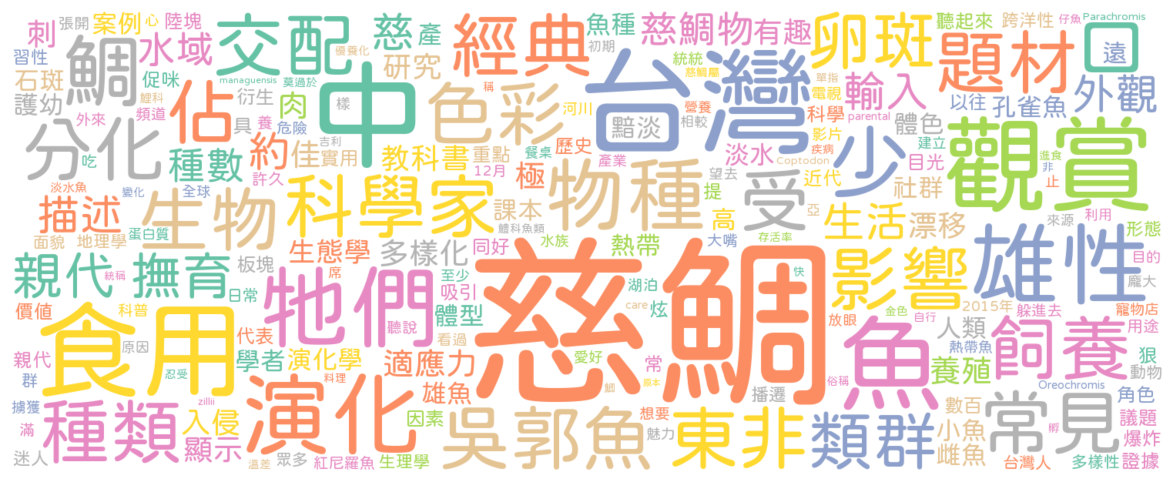 刺 張開 案例 心 陸塊
習性 鯛 水域 交配 優養化 慈 產 經典 魚種 慈鯛物 有趣 卵斑 聽起來 跨洋性 仔魚 Parachromis
石斑 促咪 managuensis 莫過於 研究 初期 統統 慈鯛屬 單指 電視 題材 口 遠
護幼 鯉科 頻道 衍生 樣 肉 稱 色彩 河川 台灣 營養 相較 科學 輸入 以往 孔雀魚 外觀
外來 佔 具 養 危險 吉利 中 黯淡 parental 體色
分化 吃 種數 約 佳 實用 教科書 重點 餐桌 歷史 產業 影片 疾病 建立 進食 非
淡水魚 變化 全球 許久 12月 極 物種 望去 淡水 近代 目光 少 止 觀賞
描述 生物 科學家 課本 提 受 社群 亞 來源 利用
面貌 地理學 蛋白質 鱧科魚類 高 生活 漂移 形態
親代 撫育 板塊 生態學 多樣化 同好 水族 熱帶 大嘴 存活率 雄性 目的
統稱 日常 席 至少 吸引 湖泊 快 影響 龐大
價值 科普 牠們 聽說 體型 care 炫 慈鯛 金色 2015年 躲進去 寵物店
食用 代表 看過 放眼 自行 人類 熱帶魚 用途
親代 原因 學者 演化學 適應力 愛好 常 魚 飼養 狠
群 忍受 料理 原本 播遷 俗稱 養殖 動物
擄獲 zillii 演化 雄魚 鯽 Oreochromis 角色
滿 種類 入侵 因素 吳郭魚 想要 東非 類群 數百 常見 議題
顯示 魅力 小魚 孵 爆炸
迷人 溫差 眾多 紅尼羅魚 生理學 雌魚 台灣人 多樣性 證據
Coptodon